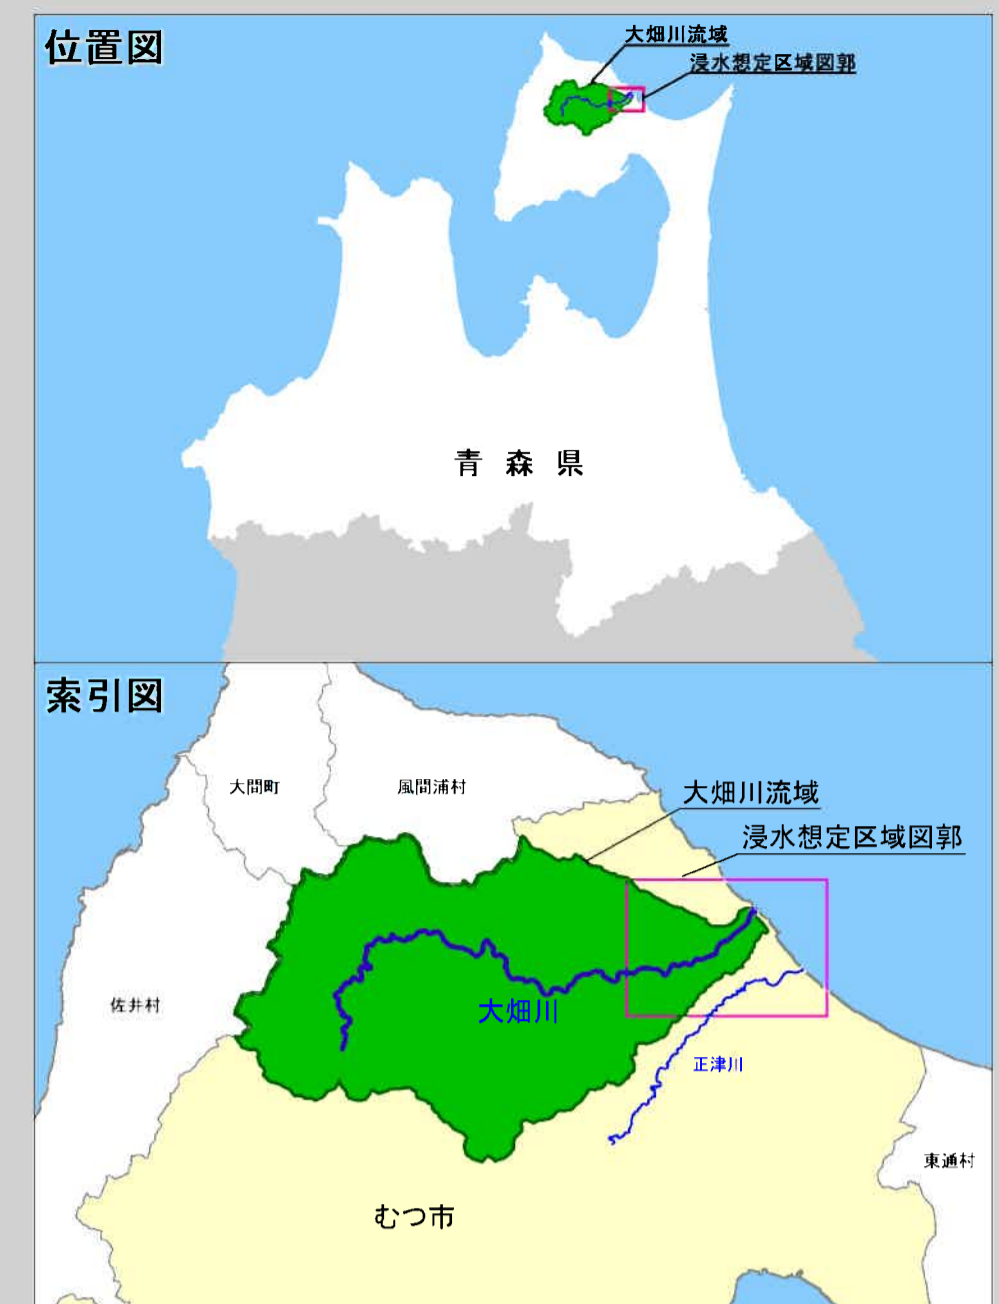 位置図
大畑川流域
浸水想定区域図郭
青森県
索引図
大間町
風間浦村
大畑川流域
浸水想定区域図郭
佐井村
大畑川
正津川
東通村
むつ市